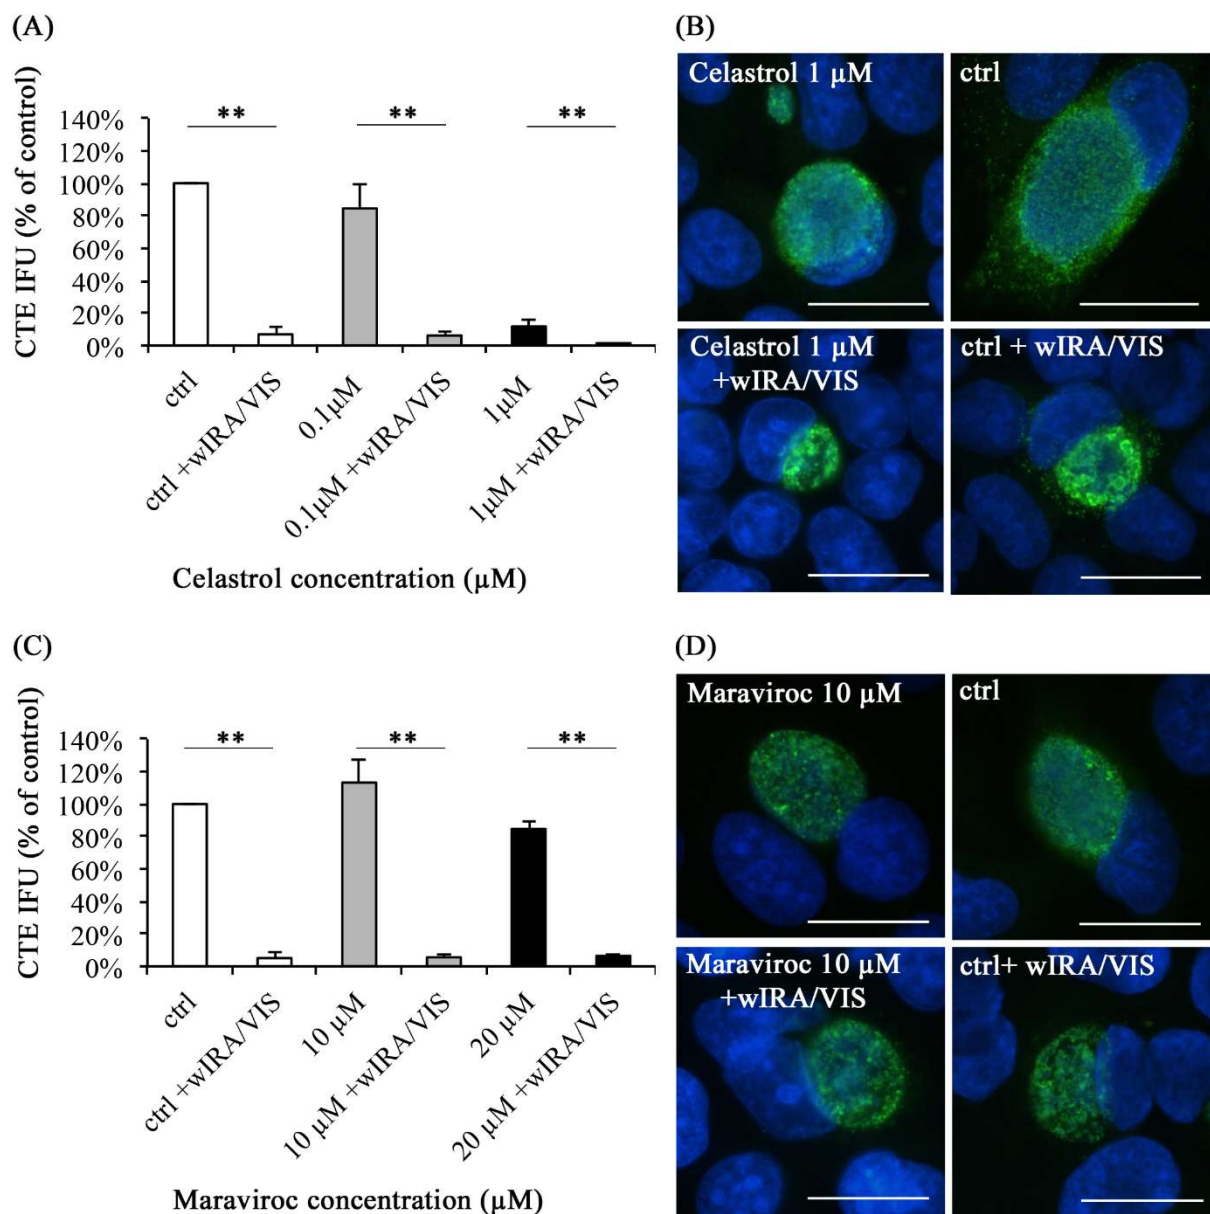 (A)
CTE IFU (% of control)
140%
120%
100%
80%
60%
40%
20%
0%
** ** **
ctrl
ctrl +wIRA/VIS
0.1µM
0.1µM +wIRA/VIS
1µM
1µM +wIRA/VIS
Celastrol concentration (µM)
(B)
Celastrol 1 µM
ctrl
Celastrol 1 µM
+wIRA/VIS
ctrl + wIRA/VIS
(C)
CTE IFU (% of control)
140%
120%
100%
80%
60%
40%
20%
0%
** ** **
ctrl
ctrl +wIRA/VIS
10 µM
10 µM +wIRA/VIS
20 µM
20 µM +wIRA/VIS
Maraviroc concentration (µM)
(D)
Maraviroc 10 µM
ctrl
Maraviroc 10 µM
+wIRA/VIS
ctrl+ wIRA/VIS